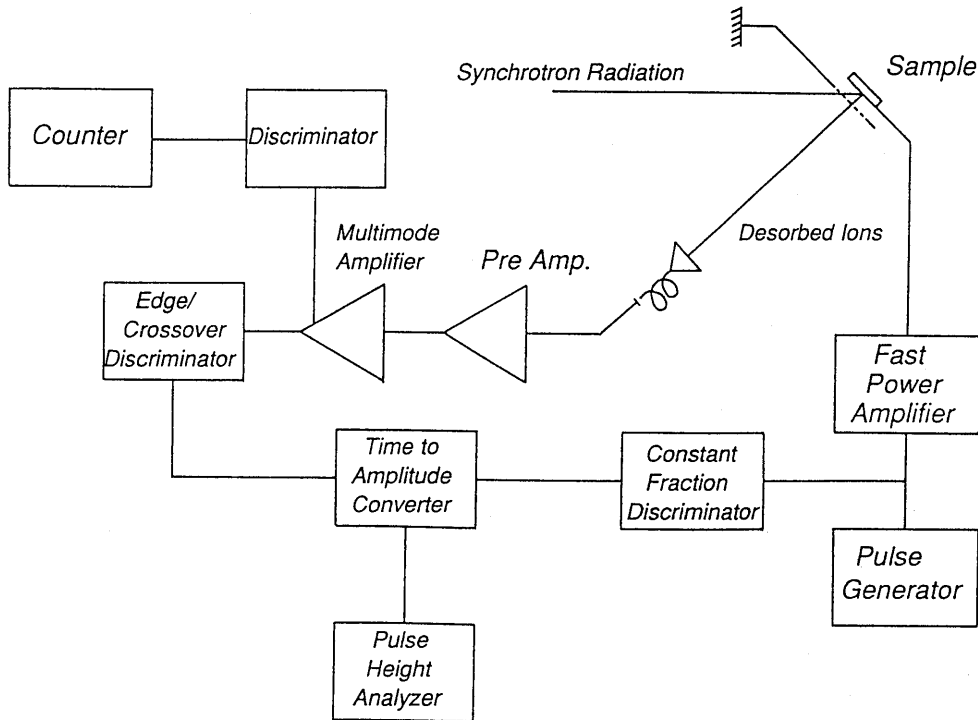 Synchrotron Radiation
Sample
Counter
Discriminator
Desorbed Ions
Multimode
Amplifier
Pre Amp.
Edge/
Crossover
Discriminator
Fast
Power
Amplifier
Time to
Amplitude
Converter
Constant
Fraction
Discriminator
Pulse
Generator
Pulse
Height
Analyzer